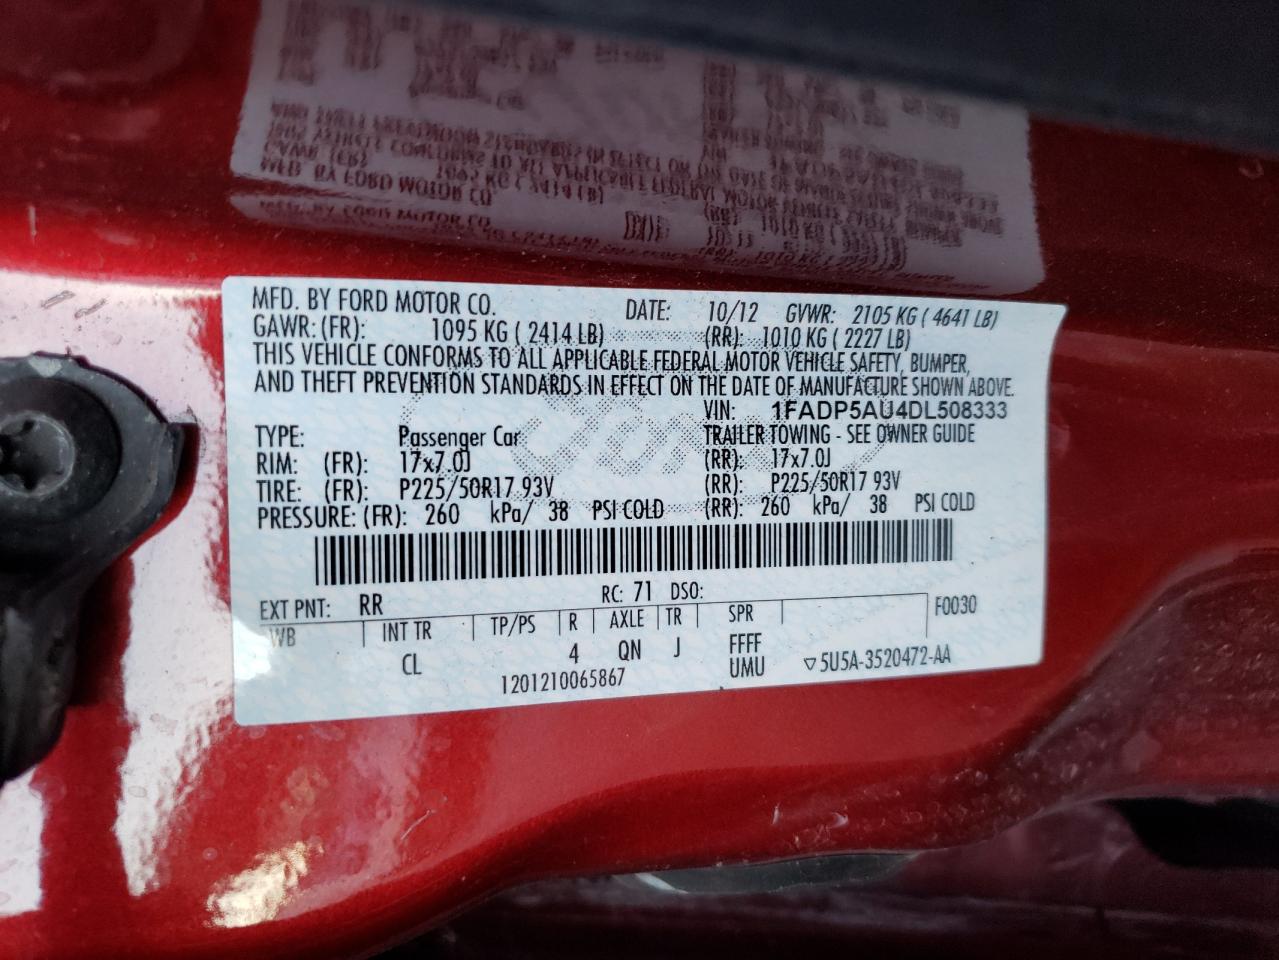 MFD. BY FORD MOTOR CO. DATE: 10/12 GVWR: 2105 KG ( 4641 LB)
GAWR: (FR): 1095 KG ( 2414 LB) (RR): 1010 KG ( 2227 LB)
THIS VEHICLE CONFORMS TO ALL APPLICABLE FEDERAL MOTOR VEHICLE SAFETY, BUMPER,
AND THEFT PREVENTION STANDARDS IN EFFECT ON THE DATE OF MANUFACTURE SHOWN ABOVE.
VIN: 1FADP5AU4DL508333
TYPE: Passenger Car TRAILER TOWING - SEE OWNER GUIDE
RIM: (FR): 17x7.0J (RR): 17x7.0J
TIRE: (FR): P225/50R17 93V (RR): P225/50R17 93V
PRESSURE: (FR): 260 kPa/ 38 PSI COLD (RR): 260 kPa/ 38 PSI COLD
EXT PNT: RR RC: 71 DSO:
WB INT TR TP/PS R AXLE TR SPR F0030
CL 4 QN J FFFF
UMU ▽5U5A-3520472-AA
1201210065867